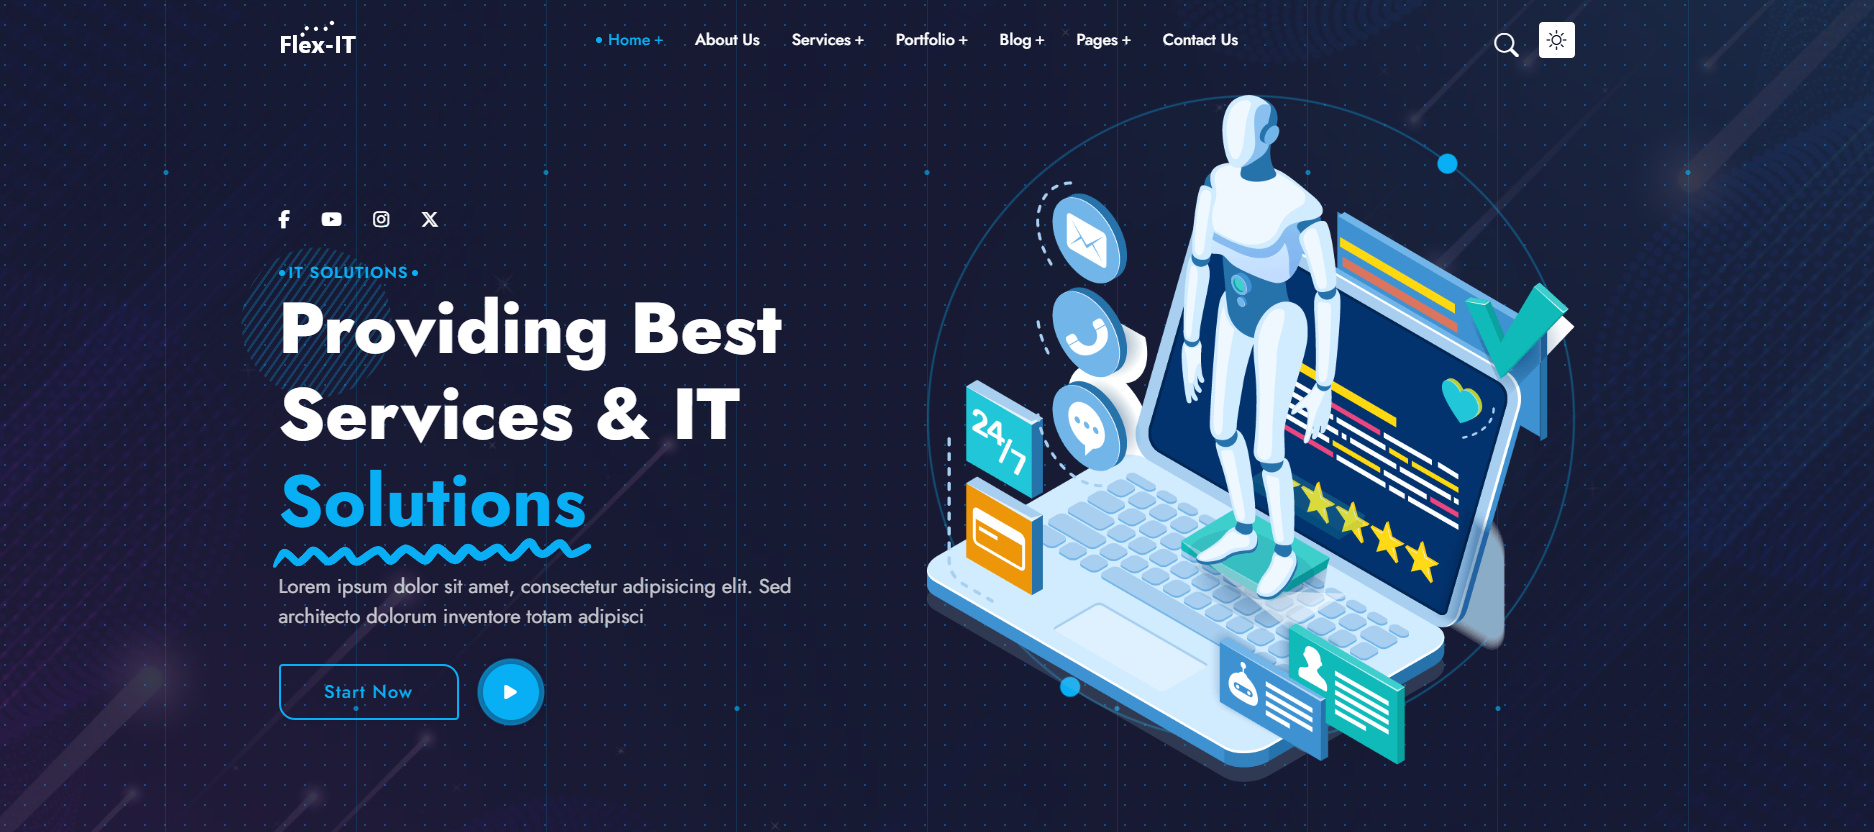 Flex-IT
Home +
About Us
Services +
Portfolio +
Blog +
Pages +
Contact Us
IT SOLUTIONS
Providing Best
Services & IT
Solutions
Lorem ipsum dolor sit amet, consectetur adipisicing elit. Sed
architecto dolorum inventore totam adipisci
Start Now
24/7